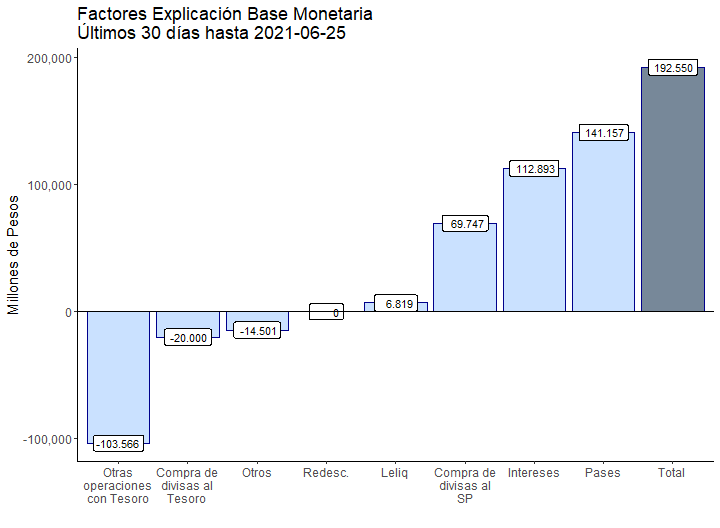 Factores Explicación Base Monetaria
Últimos 30 días hasta 2021-06-25
Millones de Pesos
200,000
100,000
0
-100,000
-103.566
-20.000
-14.501
0
6.819
69.747
112.893
141.157
192.550
Otras
operaciones
con Tesoro
Compra de
divisas al
Tesoro
Otros
Redesc.
Leliq
Compra de
divisas al
SP
Intereses
Pases
Total